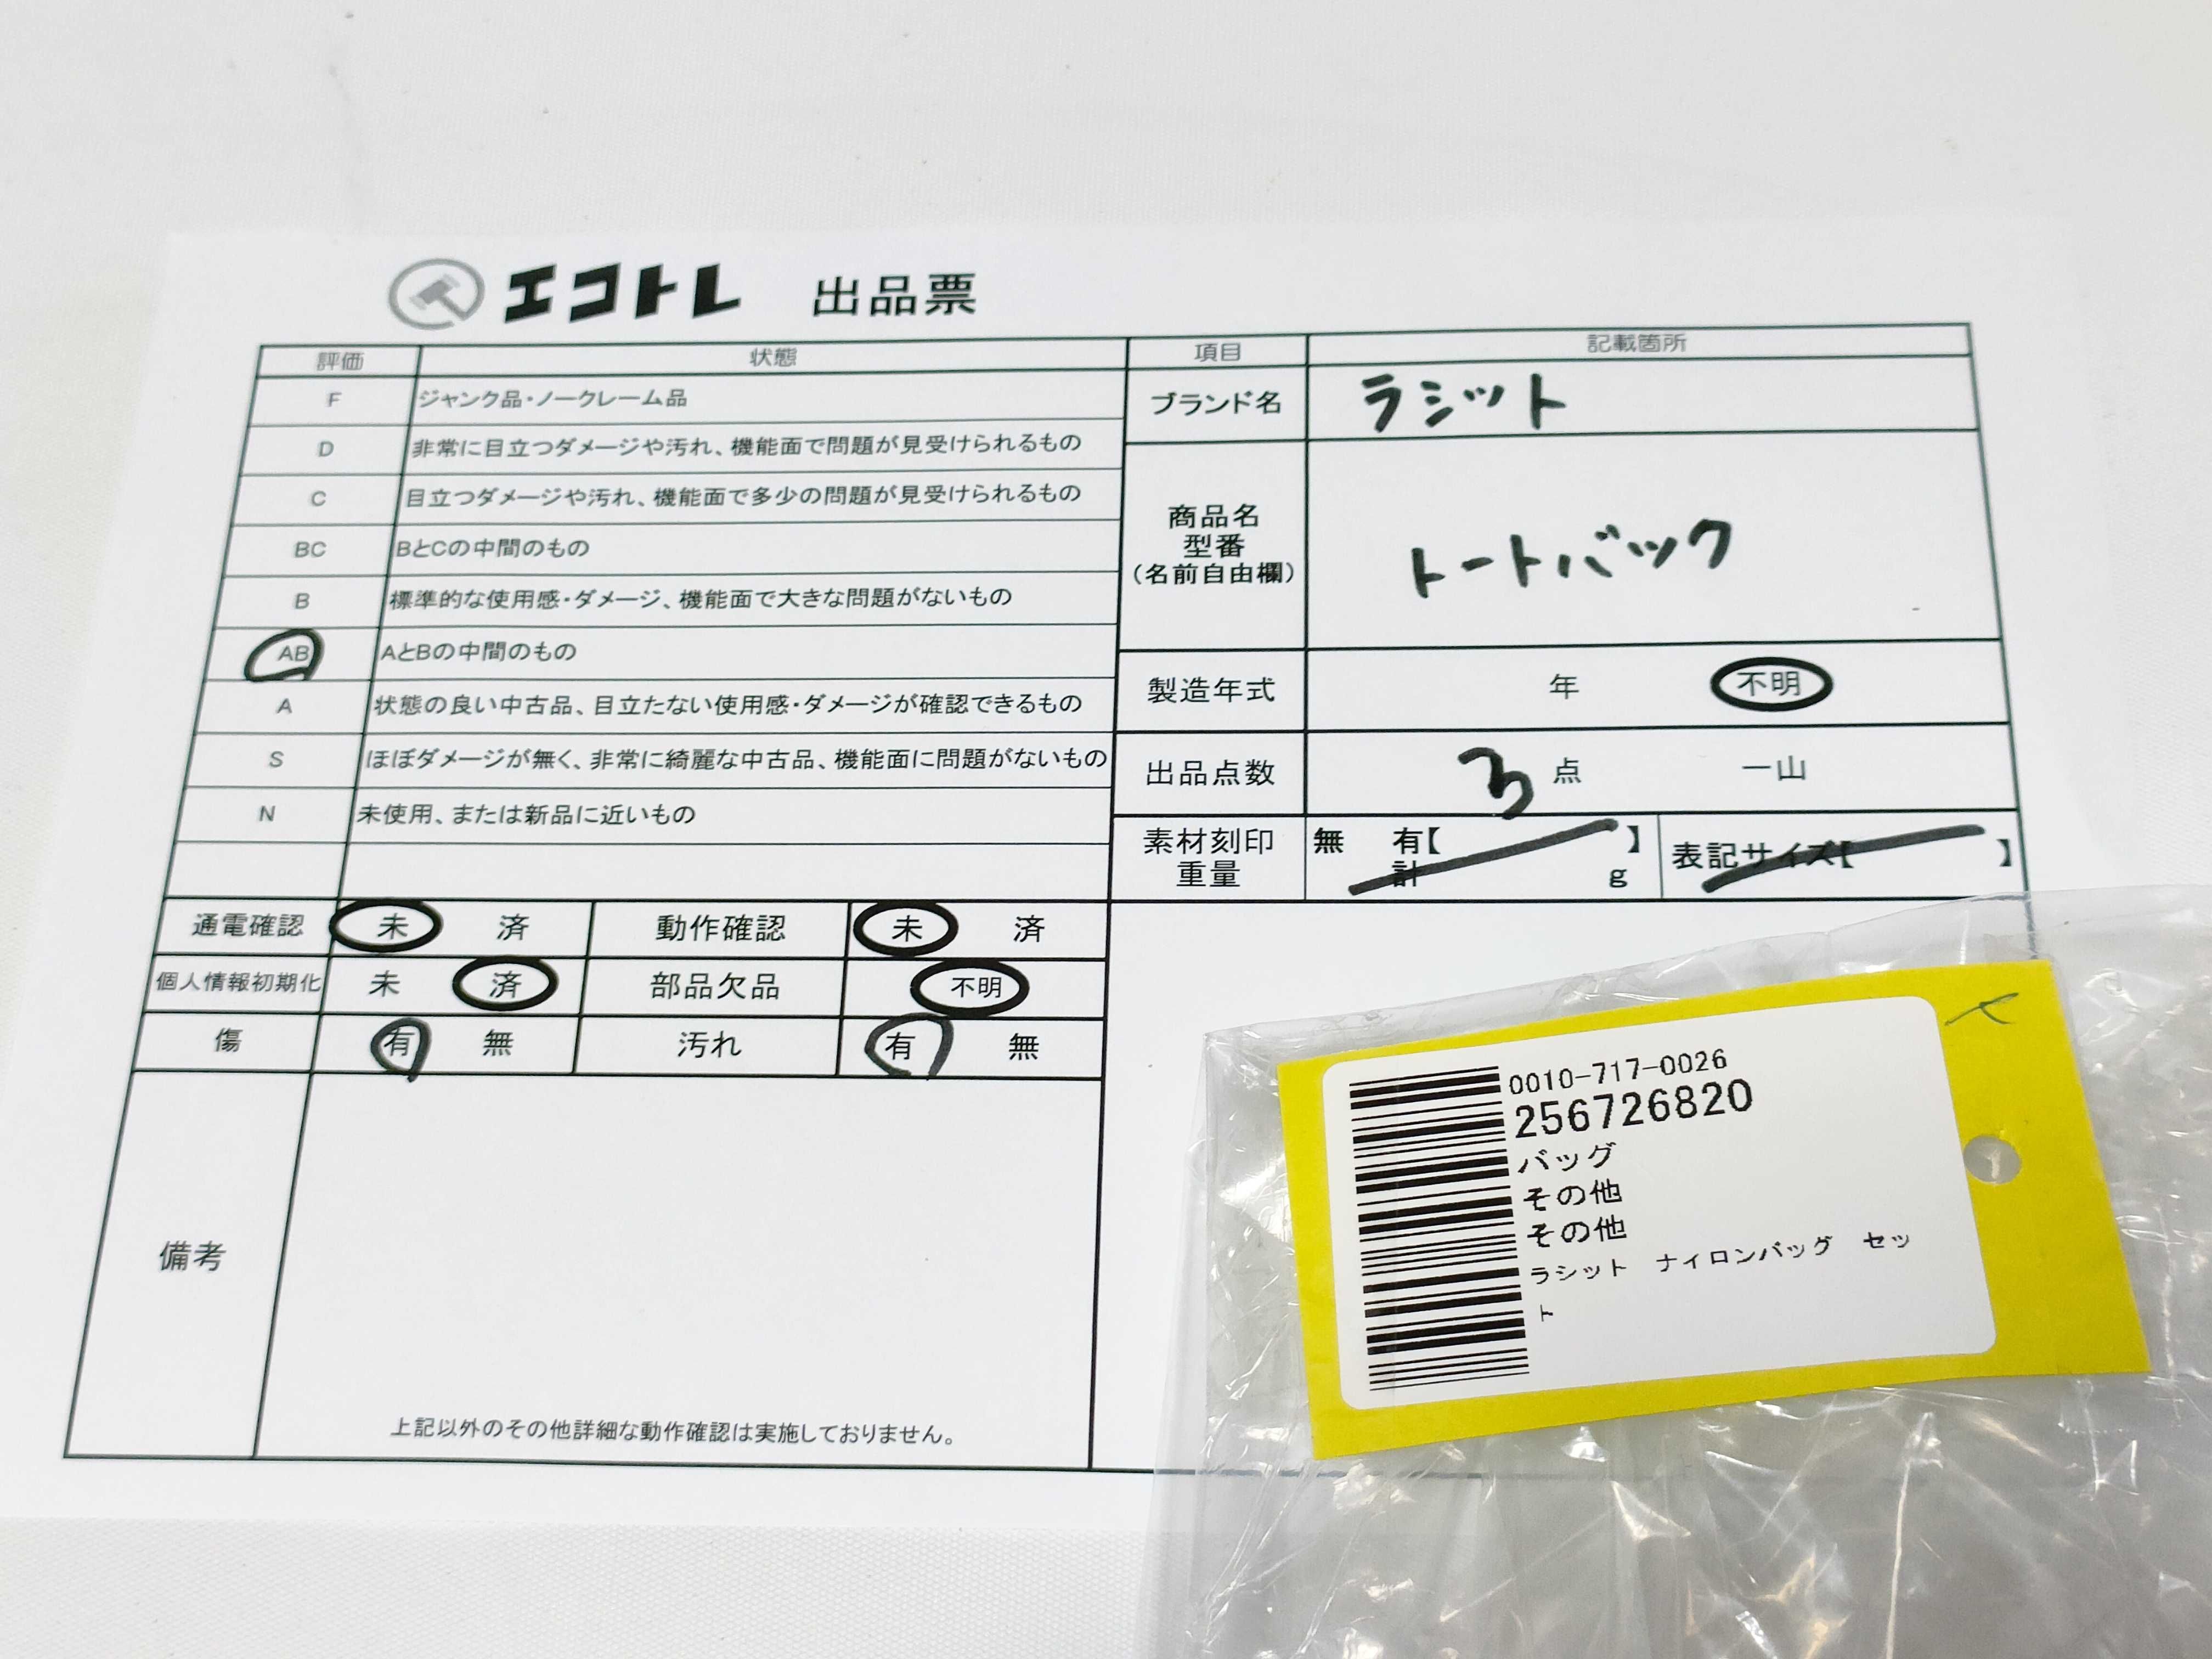 エコトレ 出品票
評価 状態
F ジャンク品・ノークレーム品
D 非常に目立つダメージや汚れ、機能面で問題が見受けられるもの
C 目立つダメージや汚れ、機能面で多少の問題が見受けられるもの
BC BとCの中間のもの
B 標準的な使用感・ダメージ、機能面で大きな問題がないもの
AB AとBの中間のもの
A 状態の良い中古品、目立たない使用感・ダメージが確認できるもの
S ほぼダメージが無く、非常に綺麗な中古品、機能面に問題がないもの
N 未使用、または新品に近いもの
通電確認 未 済 動作確認 未 済
個人情報初期化 未 済 部品欠品 不明
傷 有 無 汚れ 有 無
備考
上記以外のその他詳細な動作確認は実施しておりません。
項目 記載箇所
ブランド名 ラシット
商品名
型番
(名前自由欄)
トートバック
製造年式 年 不明
出品点数 3 点 一山
素材刻印 無 有【 】
重量 計 g
表記サイズ【 】
0010-717-0026
256726820
バッグ
その他
その他
ラシット ナイロンバッグ セッ
ト